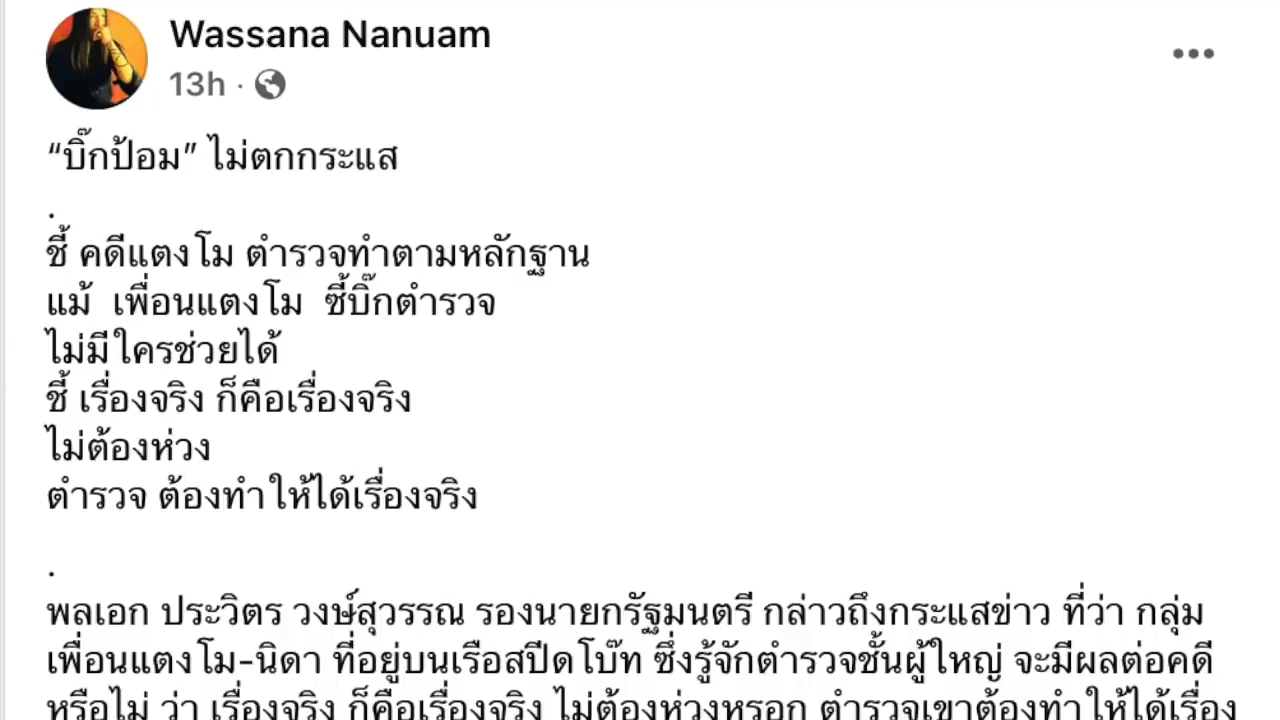 Wassana Nanuam
13h ·
“บิ๊กป้อม” ไม่ตกกระแส
.
ชี้ คดีแตงโม ตำรวจทำตามหลักฐาน
แม้ เพื่อนแตงโม ซี้บิ๊กตำรวจ
ไม่มีใครช่วยได้
ชี้ เรื่องจริง ก็คือเรื่องจริง
ไม่ต้องห่วง
ตำรวจ ต้องทำให้ได้เรื่องจริง
.
พลเอก ประวิตร วงษ์สุวรรณ รองนายกรัฐมนตรี กล่าวถึงกระแสข่าว ที่ว่า กลุ่ม
เพื่อนแตงโม-นิดา ที่อยู่บนเรือสปีดโบ๊ท ซึ่งรู้จักตำรวจชั้นผู้ใหญ่ จะมีผลต่อคดี
หรือไม่ ว่า เรื่องจริง ก็คือเรื่องจริง ไม่ต้องห่วงหรอก ตำรวจเขาต้องทำให้ได้เรื่อง